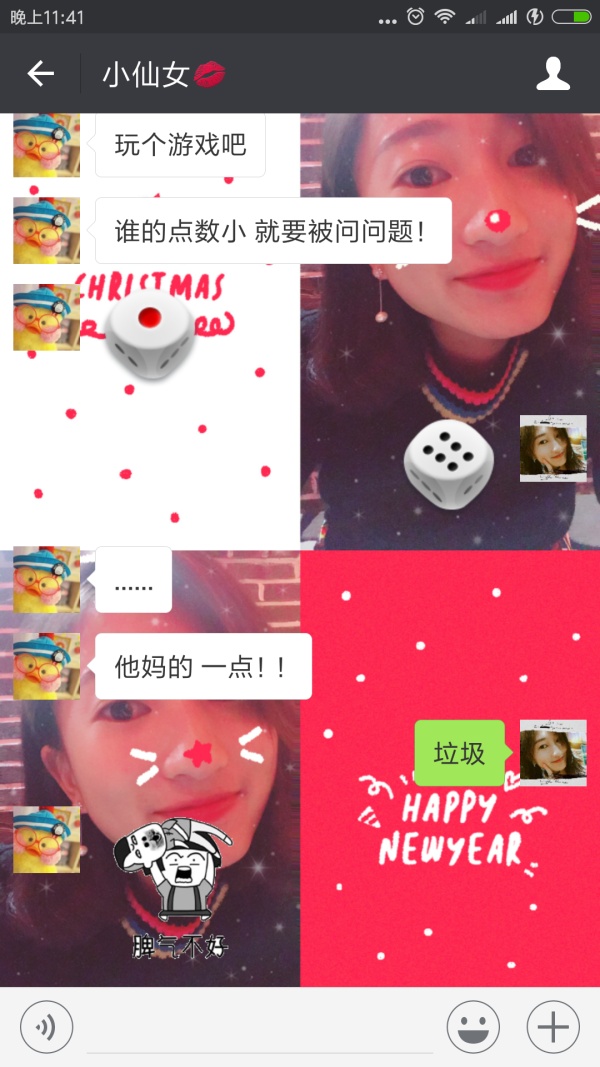 晚上11:41
小仙女
玩个游戏吧
谁的点数小 就要被问问题！
CHRISTMAS
......
他妈的 一点！！
垃圾
HAPPY
NEWYEAR
脾气不好